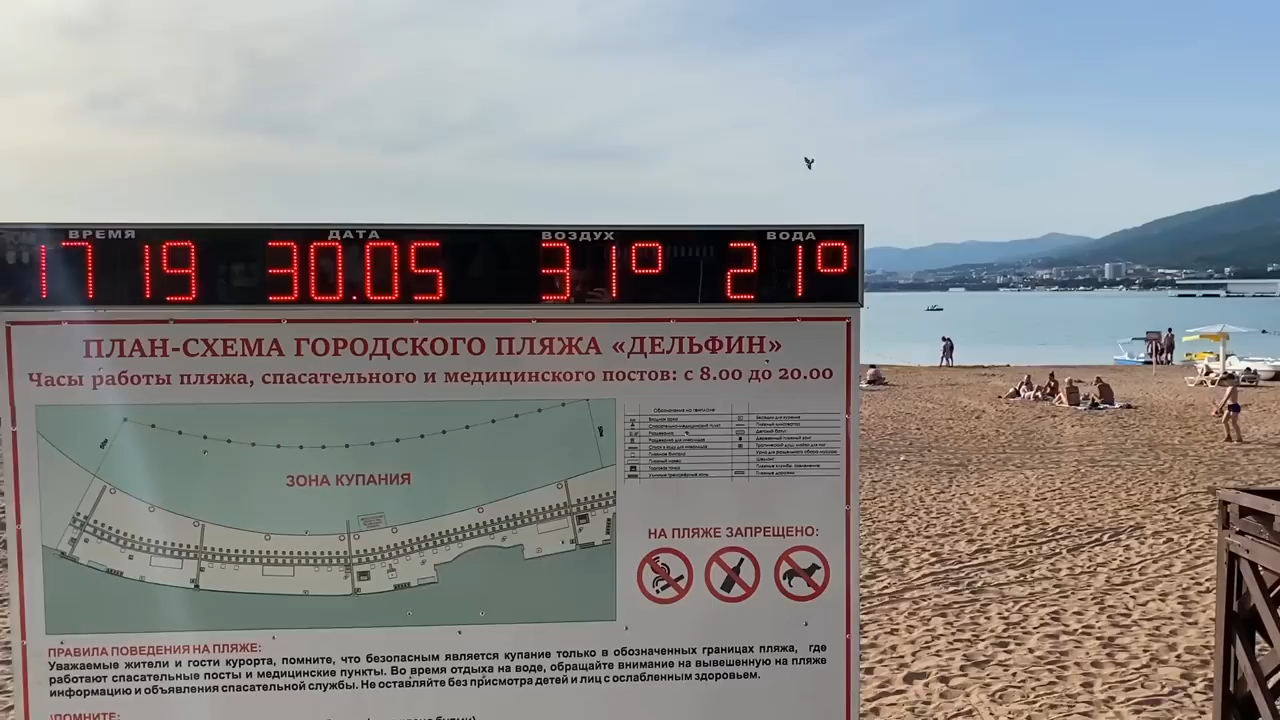 ВРЕМЯ ДАТА ВОЗДУХ ВОДА
17 19 30.05 31° 21°
ПЛАН-СХЕМА ГОРОДСКОГО ПЛЯЖА «ДЕЛЬФИН»
Часы работы пляжа, спасательного и медицинского постов: с 8.00 до 20.00
ЗОНА КУПАНИЯ
НА ПЛЯЖЕ ЗАПРЕЩЕНО:
ПРАВИЛА ПОВЕДЕНИЯ НА ПЛЯЖЕ:
Уважаемые жители и гости курорта, помните, что безопасным является купание только в обозначенных границах пляжа, где
работают спасательные посты и медицинские пункты. Во время отдыха на воде, обращайте внимание на вывешенную на пляже
информацию и объявления спасательной службы. Не оставляйте без присмотра детей и лиц с ослабленным здоровьем.
ПОМНИТЕ: